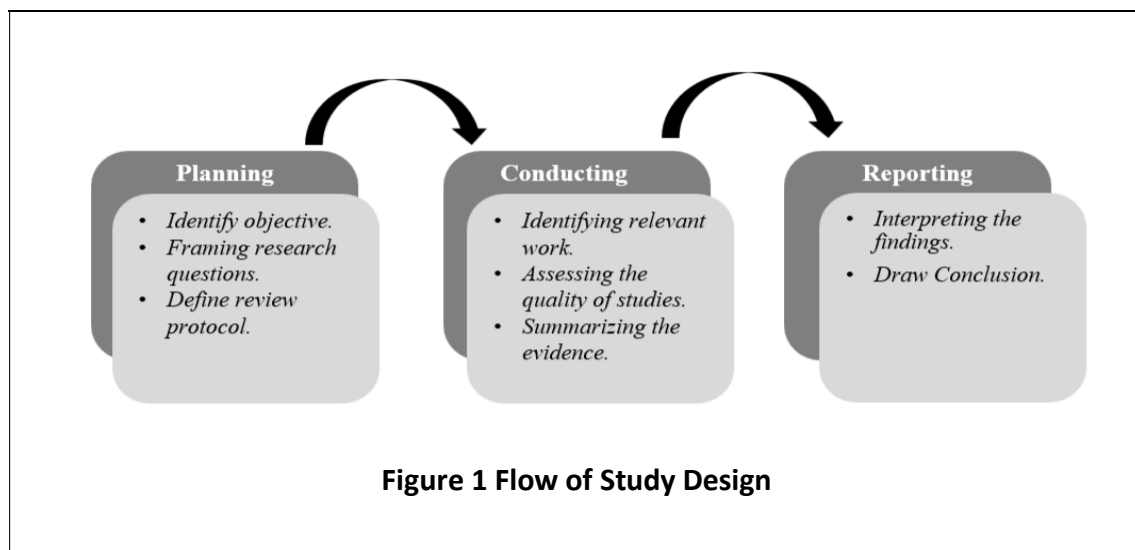 Planning
• Identify objective.
• Framing research
questions.
• Define review
protocol.
Conducting
• Identifying relevant
work.
• Assessing the
quality of studies.
• Summarizing the
evidence.
Reporting
• Interpreting the
findings.
• Draw Conclusion.
Figure 1 Flow of Study Design